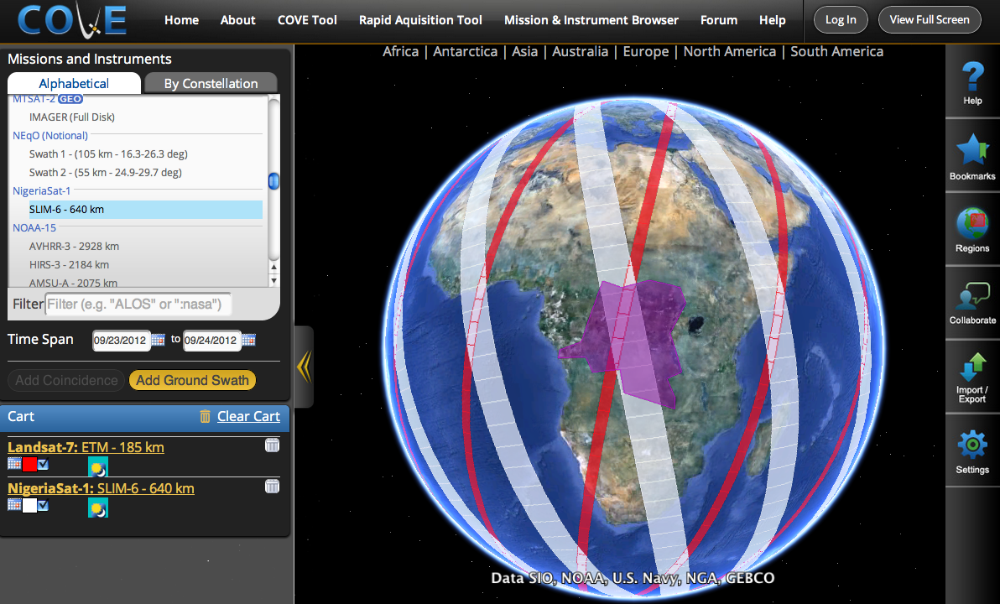 COVE
Home About COVE Tool Rapid Aquisition Tool Mission & Instrument Browser Forum Help Log In View Full Screen
Africa | Antarctica | Asia | Australia | Europe | North America | South America
Missions and Instruments
Alphabetical By Constellation
MTSAT-2 GEO
IMAGER (Full Disk)
NEqO (Notional)
Swath 1 - (105 km - 16.3-26.3 deg)
Swath 2 - (55 km - 24.9-29.7 deg)
NigeriaSat-1
SLIM-6 - 640 km
NOAA-15
AVHRR-3 - 2928 km
HIRS-3 - 2184 km
AMSU-A - 2075 km
Filter Filter (e.g. "ALOS" or ":nasa")
Time Span 09/23/2012 to 09/24/2012
Add Coincidence Add Ground Swath
Cart Clear Cart
Landsat-7: ETM - 185 km
NigeriaSat-1: SLIM-6 - 640 km
Help
Bookmarks
Regions
Collaborate
Import /
Export
Settings
Data SIO, NOAA, U.S. Navy, NGA, GEBCO